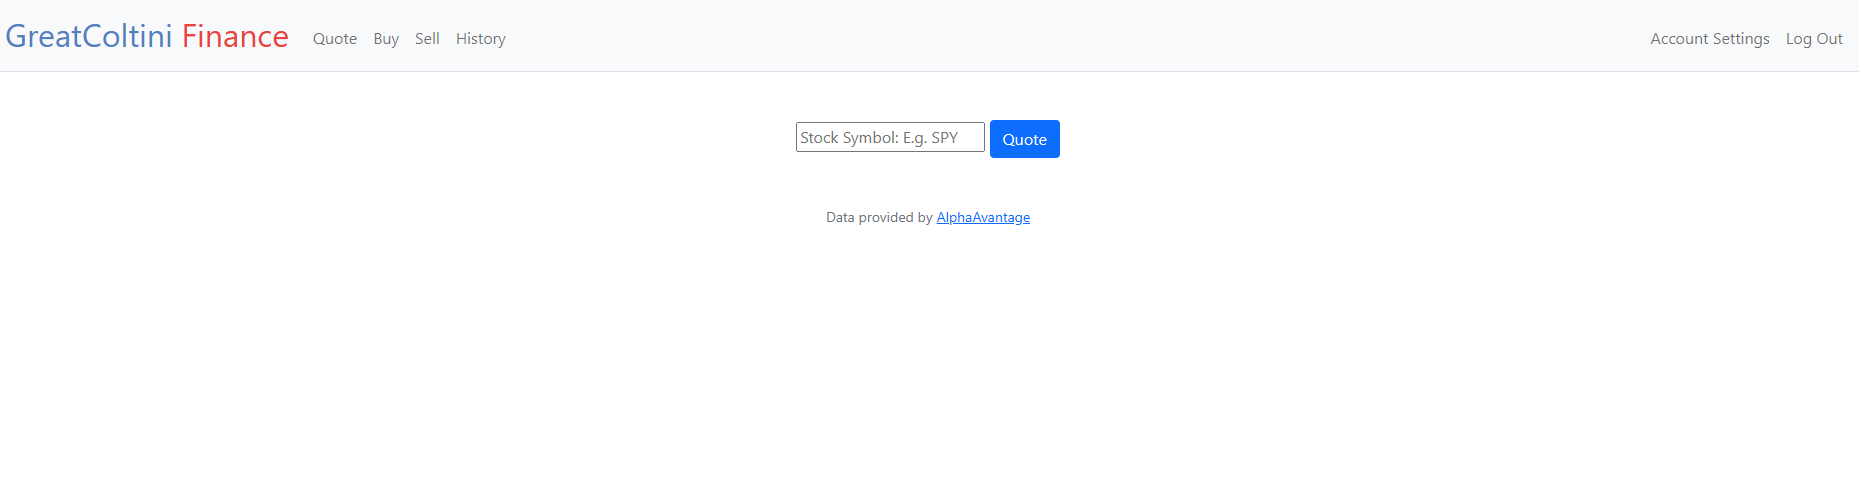 GreatColtini Finance Quote Buy Sell History Account Settings Log Out
Stock Symbol: E.g. SPY Quote
Data provided by AlphaAvantage